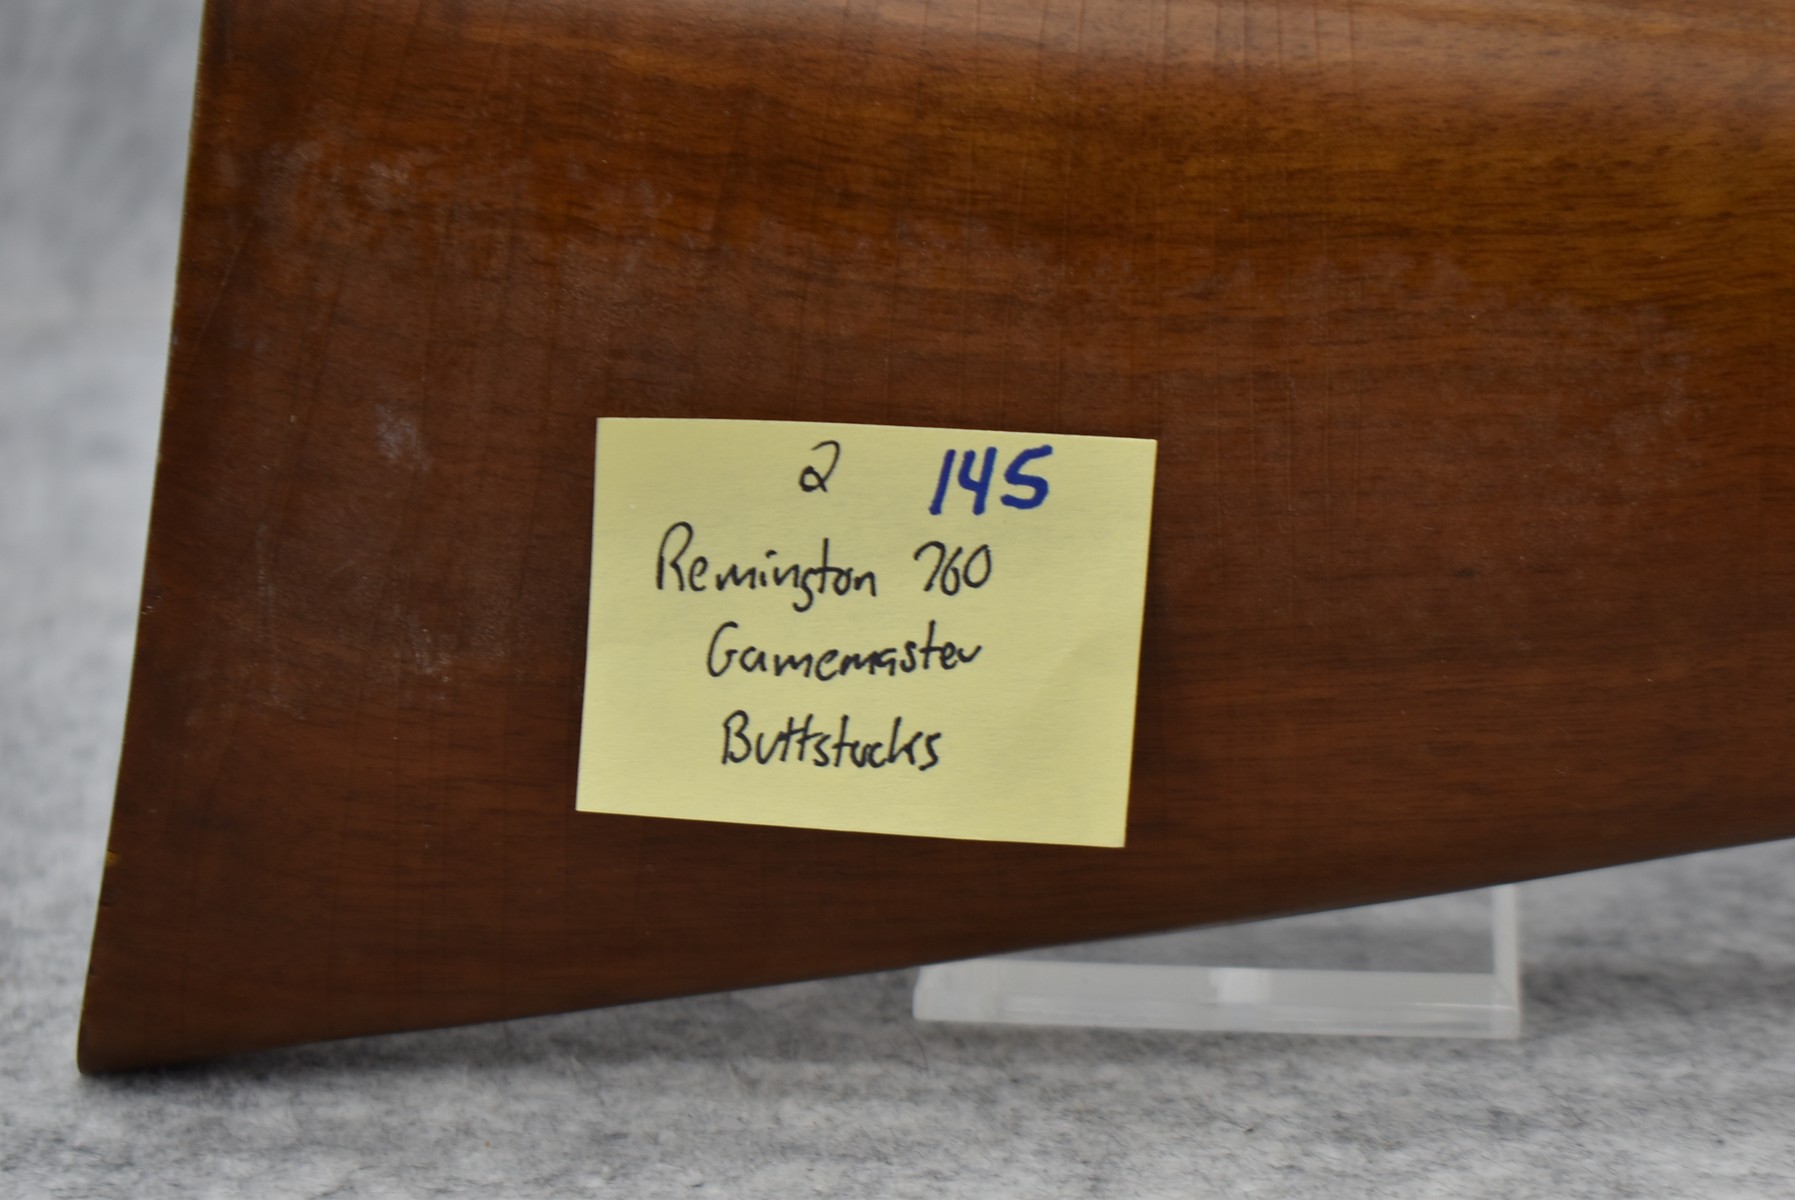 2 145
Remington 760
Gamemaster
Buttstocks